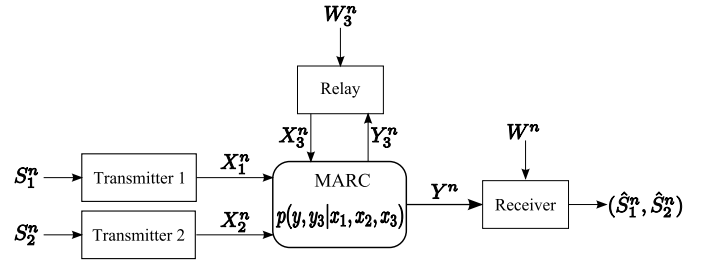 W₃ⁿ
Relay
X₃ⁿ Y₃ⁿ
Wⁿ
S₁ⁿ Transmitter 1 X₁ⁿ MARC Yⁿ Receiver (Ŝ₁ⁿ, Ŝ₂ⁿ)
p(y, y₃|x₁, x₂, x₃)
S₂ⁿ Transmitter 2 X₂ⁿ